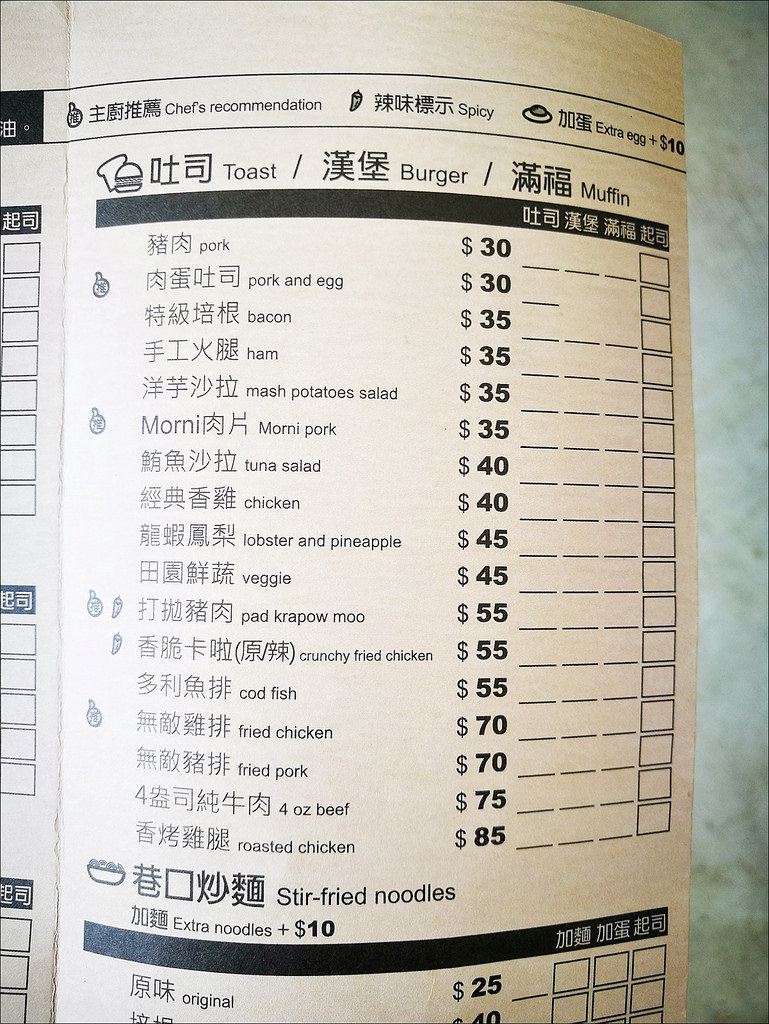 油。
主廚推薦 Chef's recommendation 辣味標示 Spicy 加蛋 Extra egg + $10
吐司 Toast / 漢堡 Burger / 滿福 Muffin
吐司 漢堡 滿福 起司
起司
豬肉 pork $ 30
推 肉蛋吐司 pork and egg $ 30
特級培根 bacon $ 35
手工火腿 ham $ 35
洋芋沙拉 mash potatoes salad $ 35
推 Morni肉片 Morni pork $ 35
鮪魚沙拉 tuna salad $ 40
經典香雞 chicken $ 40
龍蝦鳳梨 lobster and pineapple $ 45
田園鮮蔬 veggie $ 45
起司
推 打拋豬肉 pad krapow moo $ 55
香脆卡啦(原/辣) crunchy fried chicken $ 55
多利魚排 cod fish $ 55
推 無敵雞排 fried chicken $ 70
無敵豬排 fried pork $ 70
4盎司純牛肉 4 oz beef $ 75
香烤雞腿 roasted chicken $ 85
起司
巷口炒麵 Stir-fried noodles
加麵 Extra noodles + $10
加麵 加蛋 起司
原味 original $ 25